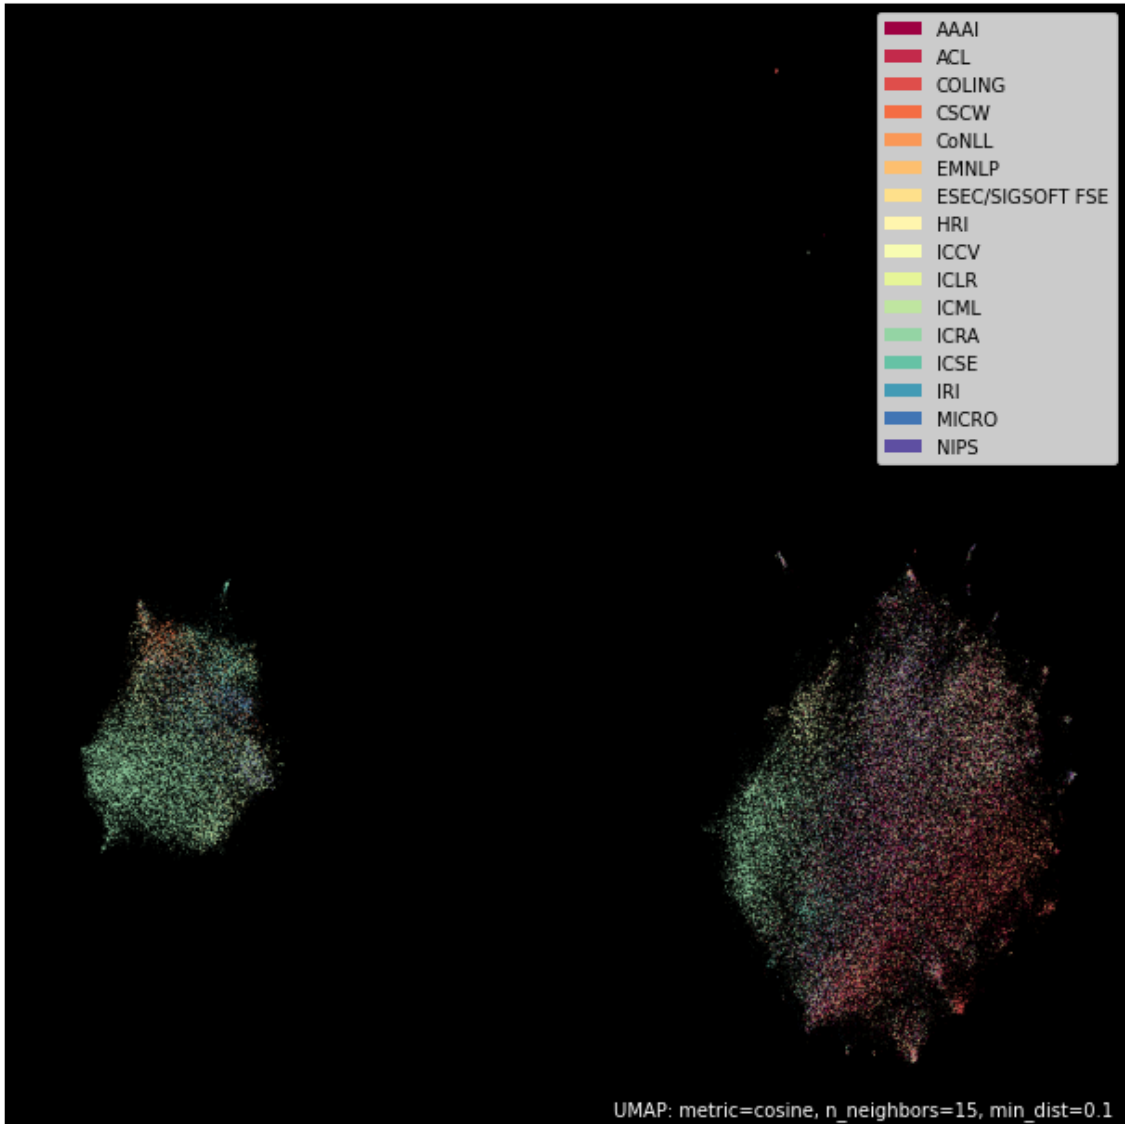 AAAI
ACL
COLING
CSCW
CoNLL
EMNLP
ESEC/SIGSOFT FSE
HRI
ICCV
ICLR
ICML
ICRA
ICSE
IRI
MICRO
NIPS
UMAP: metric=cosine, n_neighbors=15, min_dist=0.1